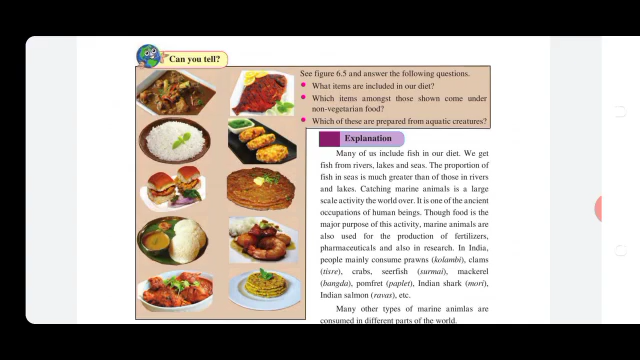 Can you tell?
See figure 6.5 and answer the following questions.
What items are included in our diet?
Which items amongst those shown come under
non-vegetarian food?
Which of these are prepared from aquatic creatures?
Explanation
Many of us include fish in our diet. We get
fish from rivers, lakes and seas. The proportion of
fish in seas is much greater than of those in rivers
and lakes. Catching marine animals is a large
scale activity the world over. It is one of the ancient
occupations of human beings. Though food is the
major purpose of this activity, marine animals are
also used for the production of fertilizers,
pharmaceuticals and also in research. In India,
people mainly consume prawns (kolambi), clams
(tisre), crabs, seerfish (surmai), mackerel
(bangda), pomfret (paplet), Indian shark (mori),
Indian salmon (ravas), etc.
Many other types of marine animlas are
consumed in different parts of the world.